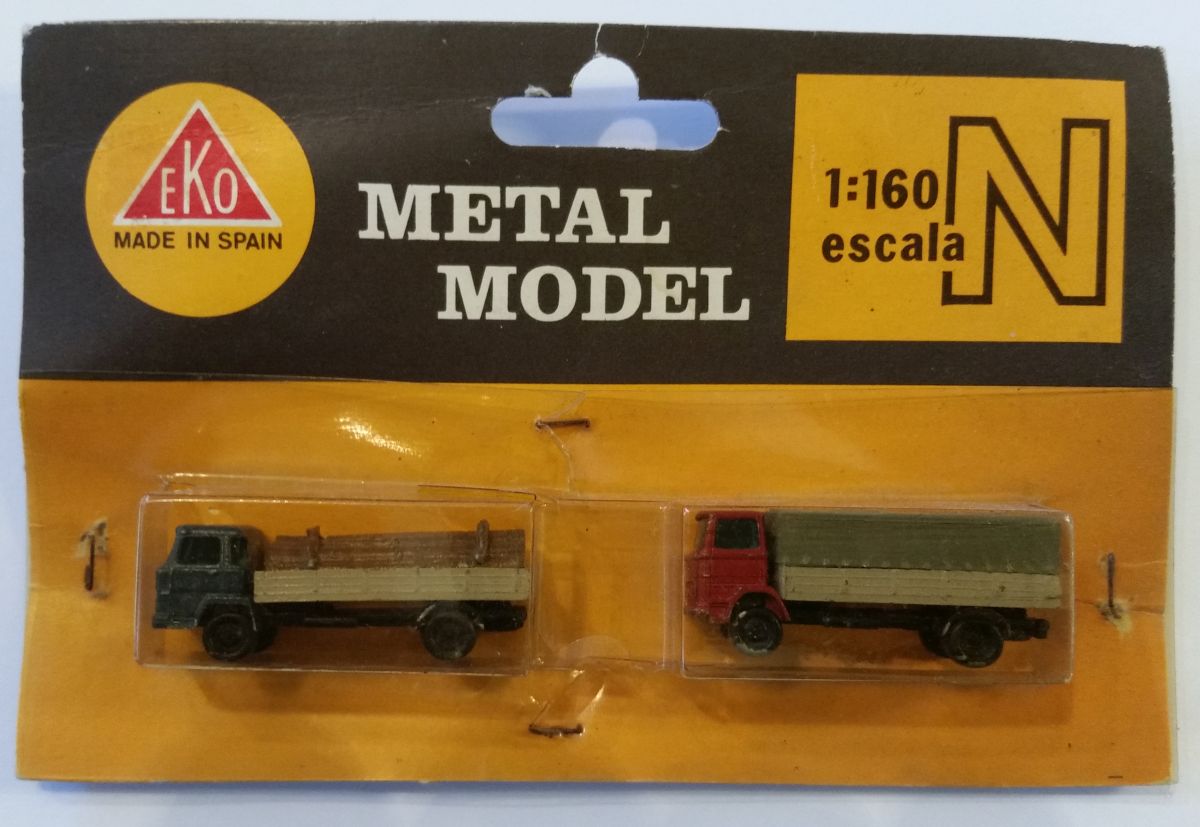 EKO
MADE IN SPAIN
METAL
MODEL
1:160
escala N